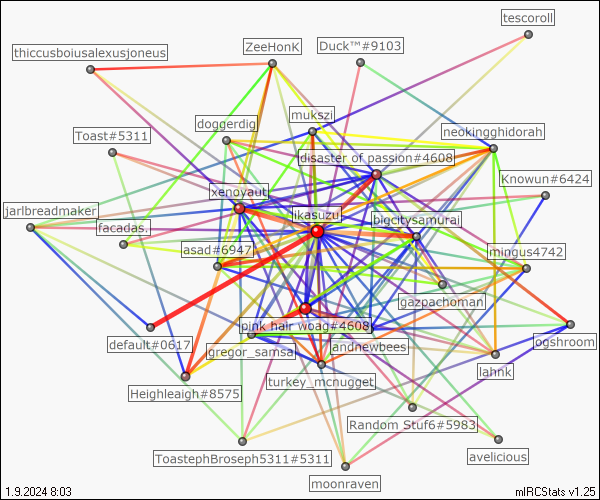 tescoroll
Duck™#9103
ZeeHonK
thiccusboiusalexusjoneus
mukszi
doggerdig
neokingghidorah
Toast#5311
disaster of passion#4608
Knowun#6424
xenoyaut
jarlbreadmaker
ikasuzu
bigcitysamurai
facadas.
asad#6947
mingus4742
gazpachoman
pink hair woag#4608
default#0617
andnewbees
ogshroom
gregor_samsa
lahnk
turkey_mcnugget
Heighleaigh#8575
Random Stuf6#5983
ToastephBroseph5311#5311
avelicious
moonraven
1.9.2024 8:03
mIRCStats v1.25